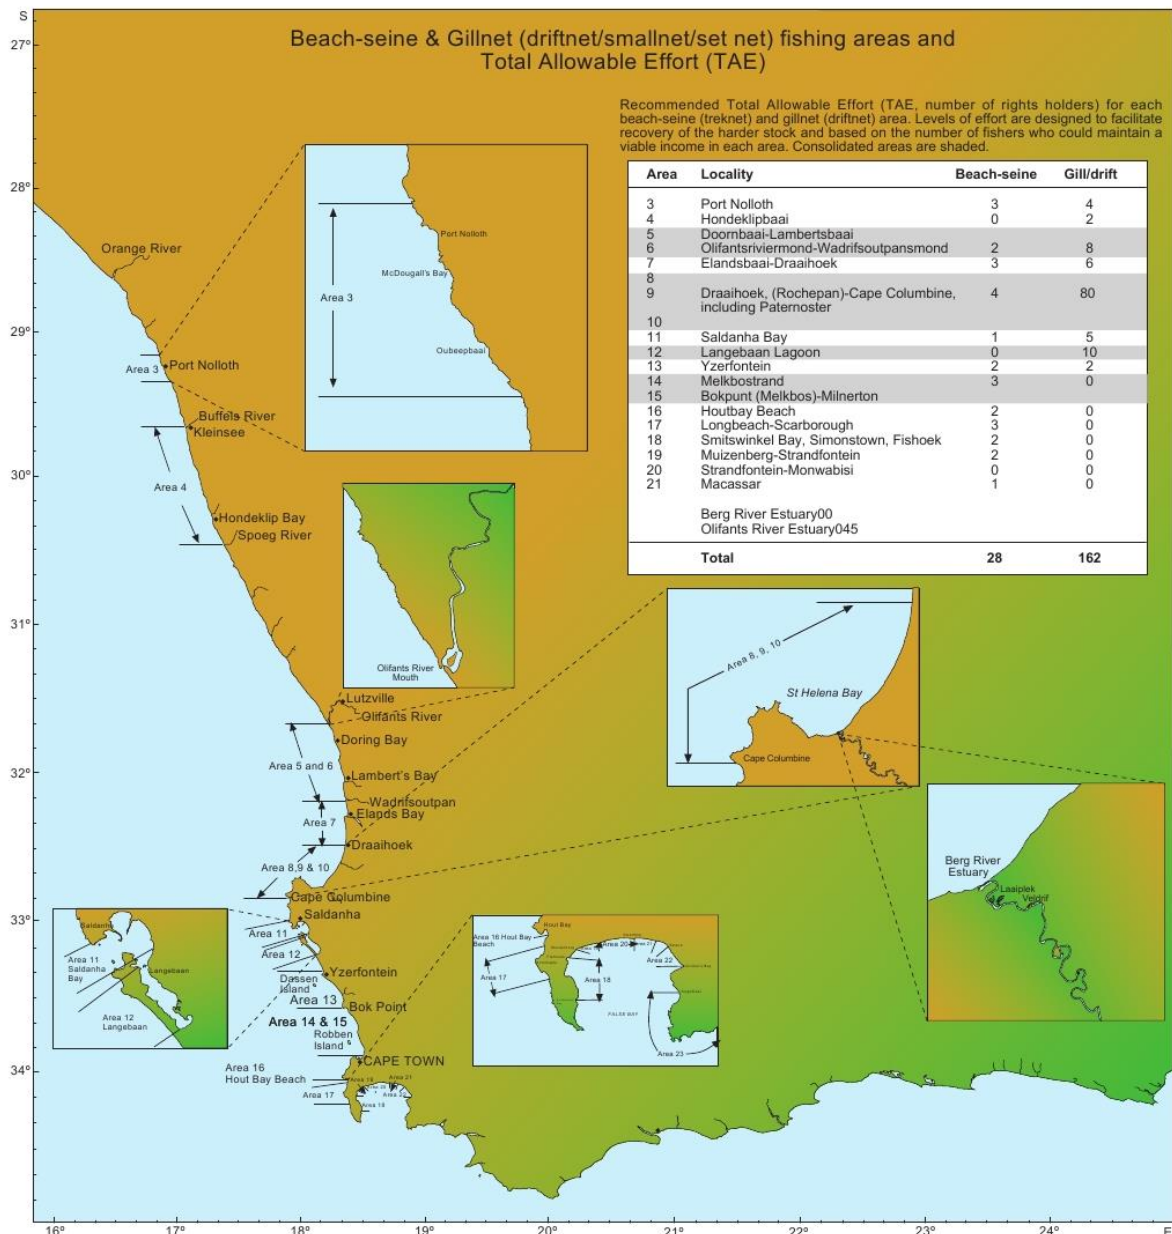 S
Beach-seine & Gillnet (driftnet/smallnet/set net) fishing areas and
Total Allowable Effort (TAE)
Recommended Total Allowable Effort (TAE, number of rights holders) for each
beach-seine (treknet) and gillnet (driftnet) area. Levels of effort are designed to facilitate
recovery of the harder stock and based on the number of fishers who could maintain a
viable income in each area. Consolidated areas are shaded.
Area Locality Beach-seine Gill/drift
3 Port Nolloth 3 4
4 Hondeklipbaai 0 2
5 Doornbaai-Lambertsbaai
6 Olifantsriviermond-Wadrifsoutpansmond 2 8
7 Elandsbaai-Draaihoek 3 6
8
9 Draaihoek, (Rochepan)-Cape Columbine, 4 80
including Paternoster
10
11 Saldanha Bay 1 5
12 Langebaan Lagoon 0 10
13 Yzerfontein 2 2
14 Melkbostrand 3 0
15 Bokpunt (Melkbos)-Milnerton
16 Houtbay Beach 2 0
17 Longbeach-Scarborough 3 0
18 Smitswinkel Bay, Simonstown, Fishoek 2 0
19 Muizenberg-Strandfontein 2 0
20 Strandfontein-Monwabisi 0 0
21 Macassar 1 0
Berg River Estuary00
Olifants River Estuary045
Total 28 162
27°
28°
29°
30°
31°
32°
33°
34°
16°
17°
18°
19°
20°
21°
22°
23°
24°
E
Orange River
Area 3
Port Nolloth
Buffels River
Kleinsee
Area 4
Hondeklip Bay
Spoeg River
Lutzville
Olifants River
Doring Bay
Area 5 and 6
Lambert's Bay
Wadrifsoutpan
Elands Bay
Area 7
Draaihoek
Area 8,9 & 10
Cape Columbine
Saldanha
Area 11
Area 12
Yzerfontein
Dassen
Island
Area 13
Bok Point
Area 14 & 15
Robben
Island
CAPE TOWN
Area 16
Hout Bay Beach
Area 17
Area 21
Port Nolloth
McDougall's Bay
Area 3
Oubeepbaai
Olifants River
Mouth
Area 8, 9, 10
St Helena Bay
Cape Columbine
Berg River
Estuary
Laaiplek
Veldrif
Saldanha
Area 11
Saldanha
Bay
Langebaan
Area 12
Langebaan
Hout Bay
Area 16 Hout Bay
Beach
Area 17
Area 20
Area 22
Area 18
FALSE BAY
Area 23